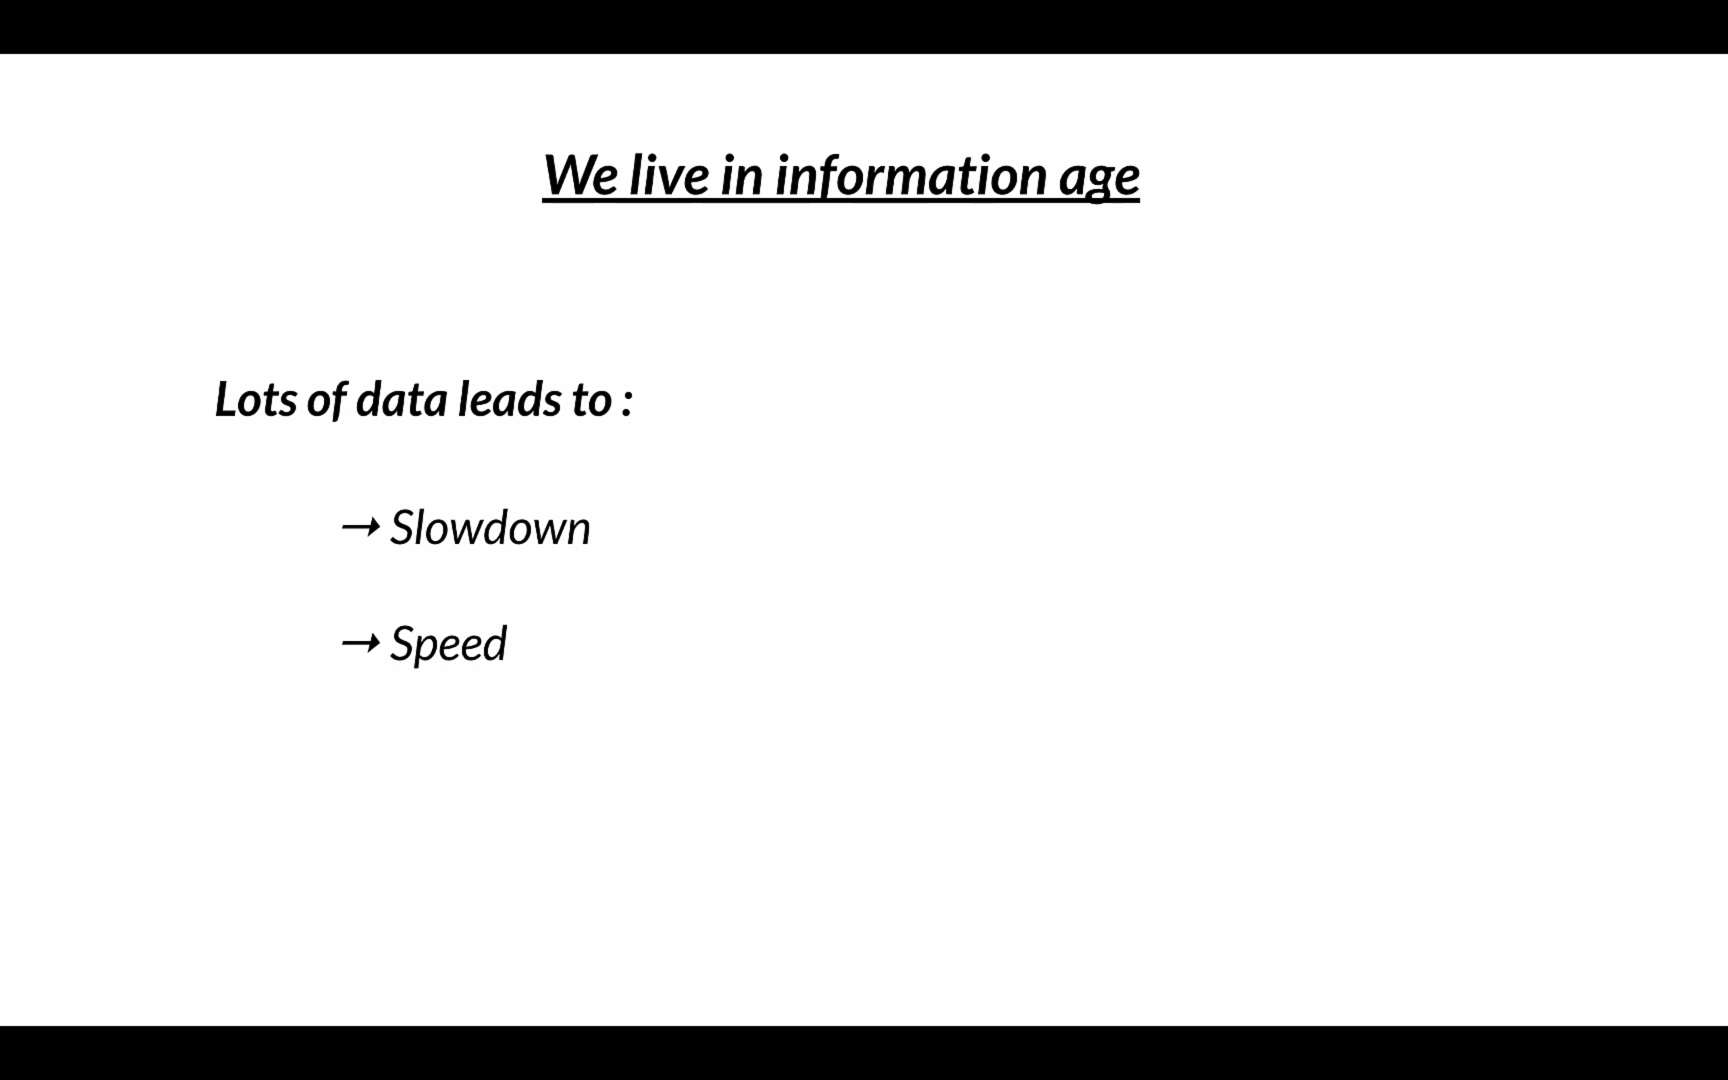 We live in information age
Lots of data leads to :
→ Slowdown
→ Speed